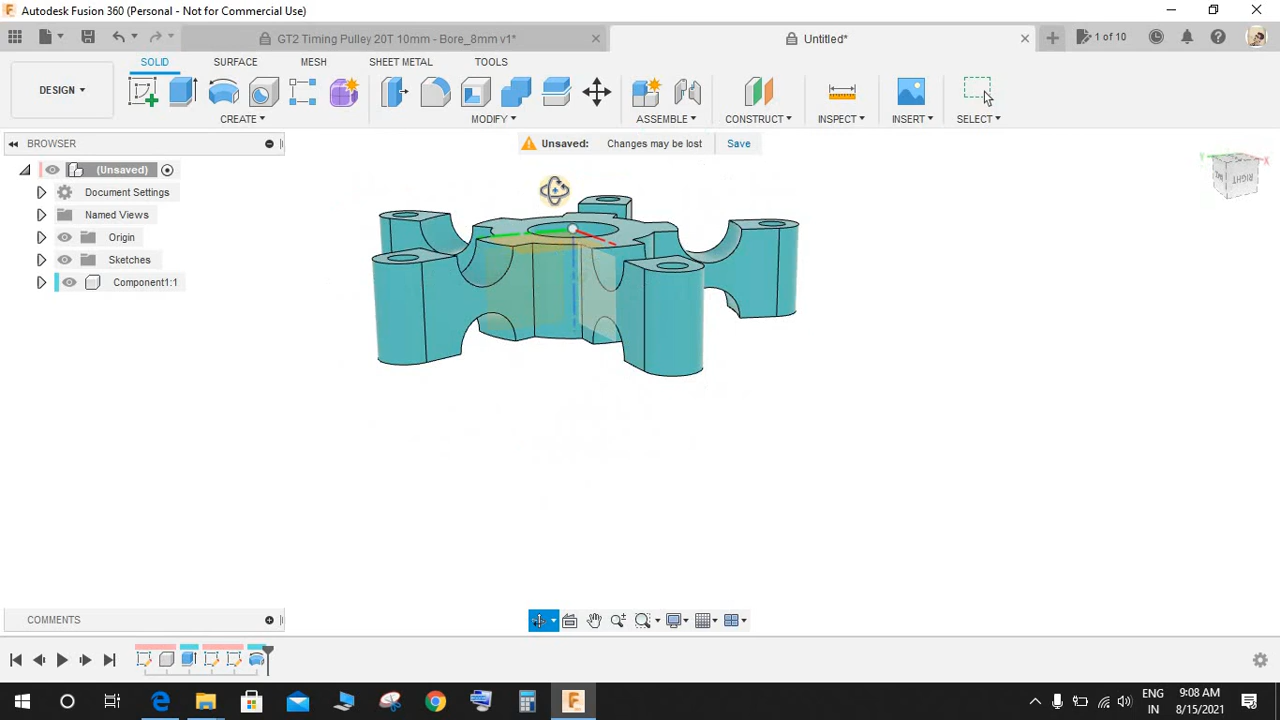 Autodesk Fusion 360 (Personal - Not for Commercial Use)
GT2 Timing Pulley 20T 10mm - Bore_8mm v1*
Untitled*
1 of 10
SOLID SURFACE MESH SHEET METAL TOOLS
DESIGN
CREATE MODIFY ASSEMBLE CONSTRUCT INSPECT INSERT SELECT
BROWSER
Unsaved: Changes may be lost Save
(Unsaved)
Document Settings
Named Views
Origin
Sketches
Component1:1
Y X
RIGHT
COMMENTS
ENG 9:08 AM
IN 8/15/2021